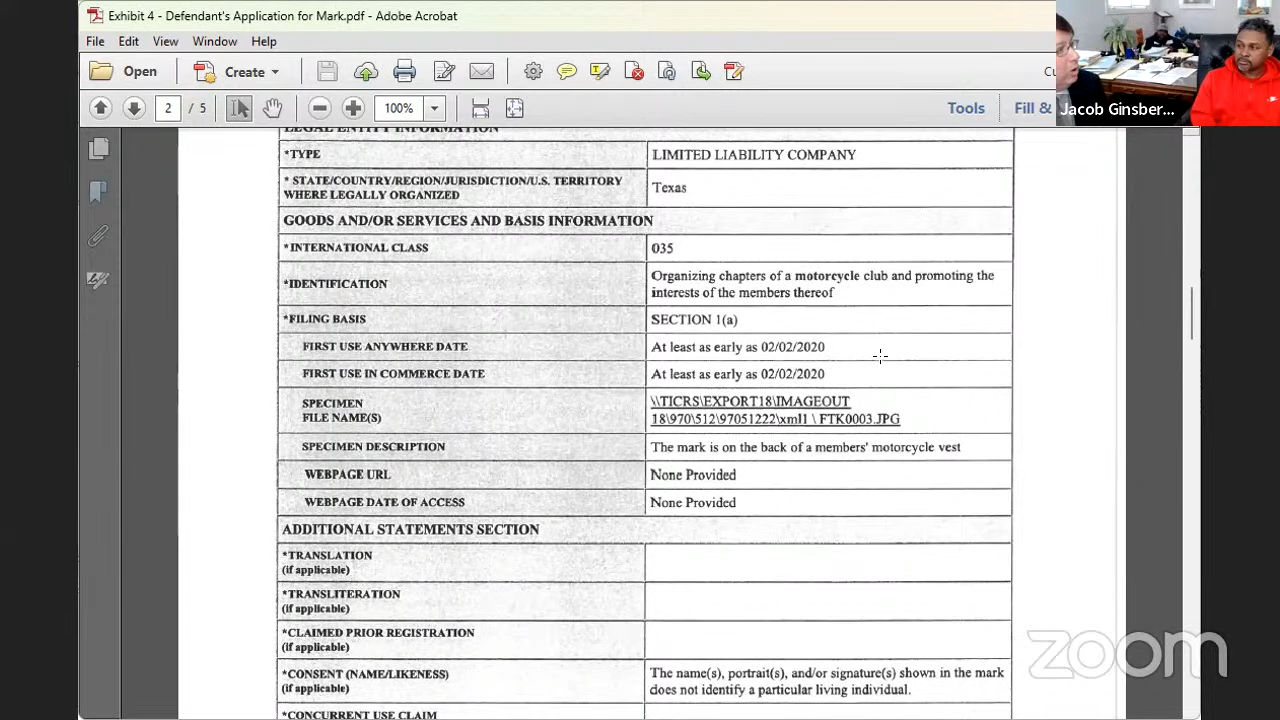 Exhibit 4 - Defendant's Application for Mark.pdf - Adobe Acrobat
File Edit View Window Help
Open Create
2 / 5 100% Tools Fill &
Jacob Ginsber...
LEGAL ENTITY INFORMATION
*TYPE LIMITED LIABILITY COMPANY
* STATE/COUNTRY/REGION/JURISDICTION/U.S. TERRITORY
WHERE LEGALLY ORGANIZED Texas
GOODS AND/OR SERVICES AND BASIS INFORMATION
*INTERNATIONAL CLASS 035
*IDENTIFICATION Organizing chapters of a motorcycle club and promoting the
interests of the members thereof
*FILING BASIS SECTION 1(a)
FIRST USE ANYWHERE DATE At least as early as 02/02/2020
FIRST USE IN COMMERCE DATE At least as early as 02/02/2020
SPECIMEN
FILE NAME(S) \\TICRS\EXPORT18\IMAGEOUT
18\970\512\97051222\xml1 \ FTK0003.JPG
SPECIMEN DESCRIPTION The mark is on the back of a members' motorcycle vest
WEBPAGE URL None Provided
WEBPAGE DATE OF ACCESS None Provided
ADDITIONAL STATEMENTS SECTION
*TRANSLATION
(if applicable)
*TRANSLITERATION
(if applicable)
*CLAIMED PRIOR REGISTRATION
(if applicable)
*CONSENT (NAME/LIKENESS)
(if applicable) The name(s), portrait(s), and/or signature(s) shown in the mark
does not identify a particular living individual.
*CONCURRENT USE CLAIM
zoom